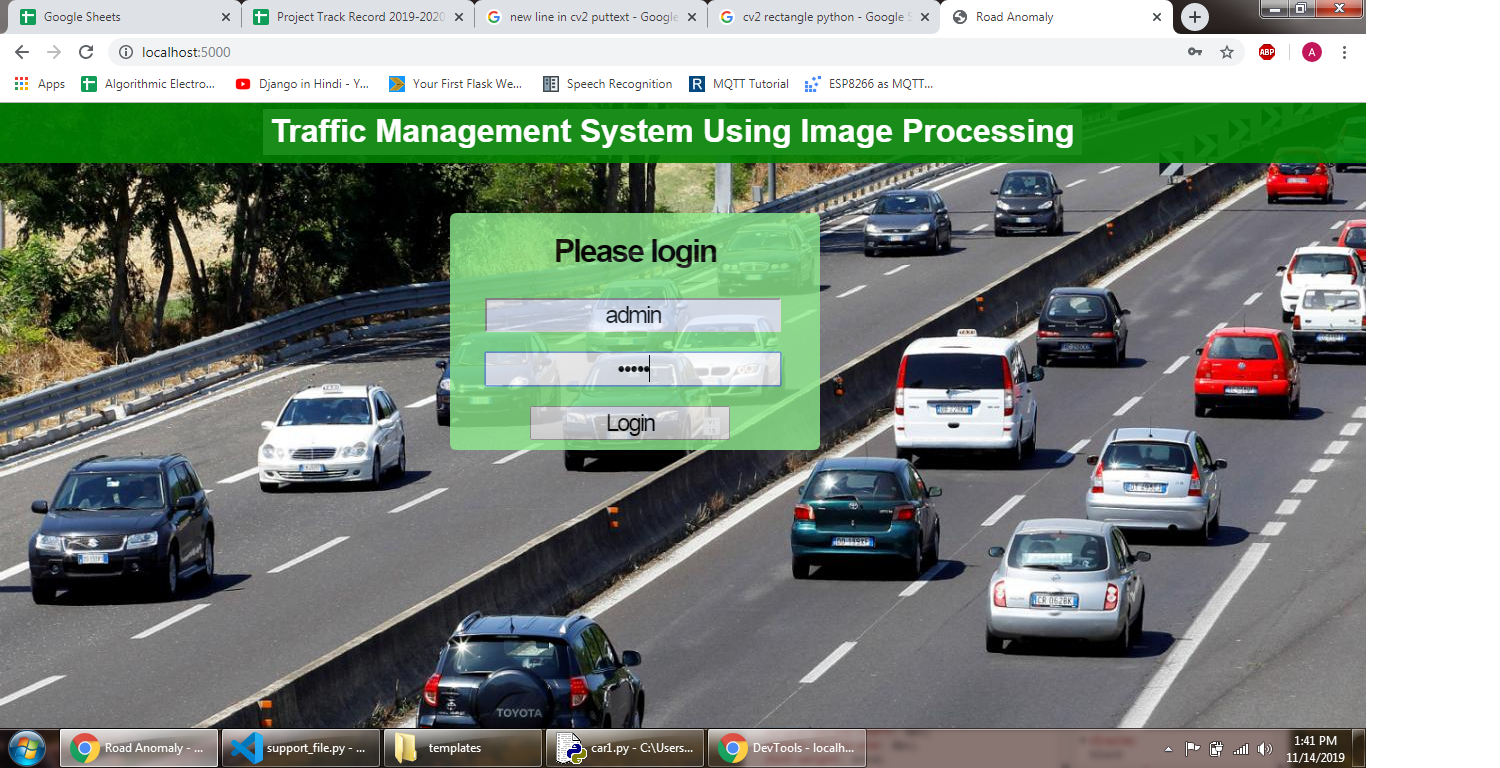 Google Sheets
Project Track Record 2019-2020
new line in cv2 puttext - Google
cv2 rectangle python - Google S
Road Anomaly
localhost:5000
ABP
A
Apps
Algorithmic Electro...
Django in Hindi - Y...
Your First Flask We...
Speech Recognition
R
MQTT Tutorial
ESP8266 as MQTT...
Traffic Management System Using Image Processing
Please login
admin
•••••
Login
TAXI
TAXI
TOYOTA
Road Anomaly - ...
support_file.py - ...
templates
car1.py - C:\Users...
DevTools - localh...
1:41 PM
11/14/2019